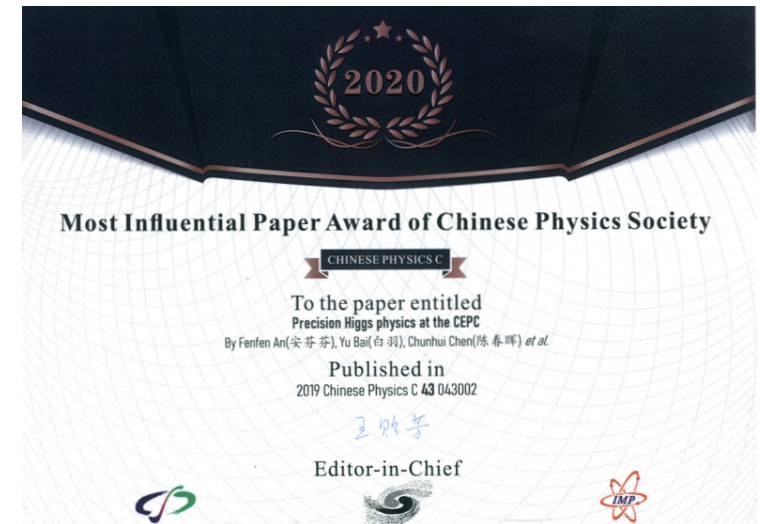 2020
Most Influential Paper Award of Chinese Physics Society
CHINESE PHYSICS C
To the paper entitled
Precision Higgs physics at the CEPC
By Fenfen An(安芬芬), Yu Bai(白羽), Chunhui Chen(陈春晖) et al.
Published in
2019 Chinese Physics C 43 043002
王贻芳
Editor-in-Chief
IMP